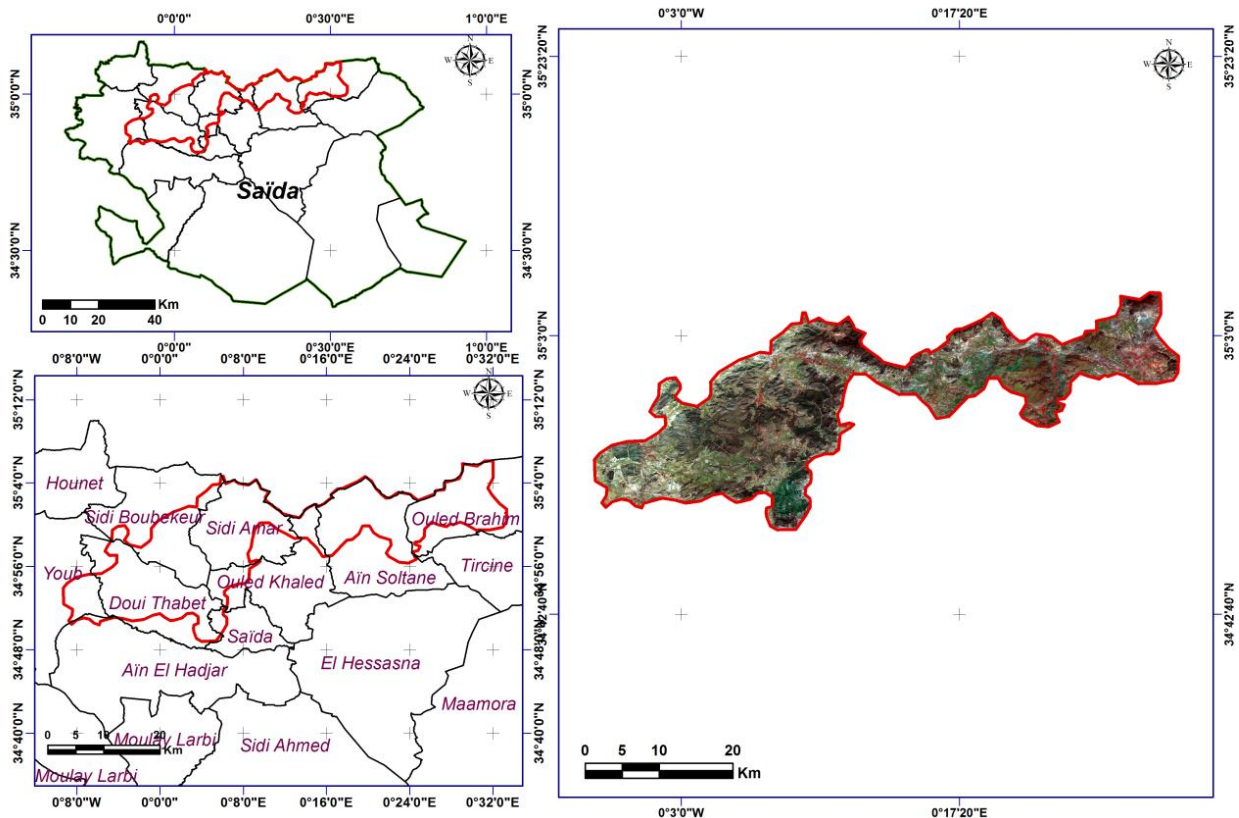 0°0'0" 0°30'0"E 1°0'0"E
35°0'0"N
34°30'0"N
N
W E
S
Saïda
35°0'0"N
34°30'0"N
Km
0 10 20 40
0°0'0" 0°30'0"E 1°0'0"E
0°8'0"W 0°0'0" 0°8'0"E 0°16'0"E 0°24'0"E 0°32'0"E
N
W E
S
35°12'0"N
35°4'0"N
34°56'0"N
34°48'0"N
34°40'0"N
Hounet
Sidi Boubekeur
Sidi Amar
Ouled Brahim
Youb
Ouled Khaled
Aïn Soltane
Tircine
Doui Thabet
Saïda
Aïn El Hadjar
El Hessasna
Maamora
Moulay Larbi
Sidi Ahmed
Moulay Larbi
0 5 10 20
Km
35°12'0"N
35°4'0"N
34°56'0"N
34°40'0"N
0°8'0"W 0°0'0" 0°8'0"E 0°16'0"E 0°24'0"E 0°32'0"E
0°3'0"W 0°17'20"E
N
W E
S
35°23'20"N
35°3'0"N
34°42'40"N
35°23'20"N
35°3'0"N
34°42'40"N
0 5 10 20
Km
0°3'0"W 0°17'20"E